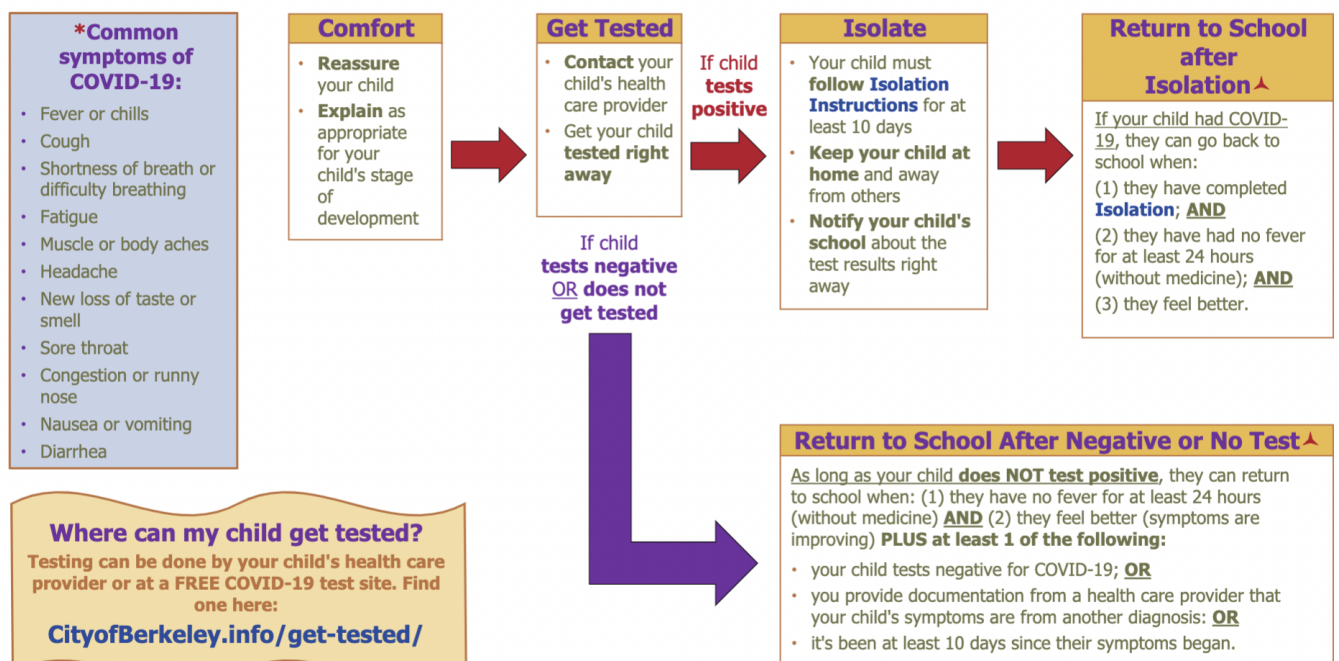 *Common
symptoms of
COVID-19:
• Fever or chills
• Cough
• Shortness of breath or
difficulty breathing
• Fatigue
• Muscle or body aches
• Headache
• New loss of taste or
smell
• Sore throat
• Congestion or runny
nose
• Nausea or vomiting
• Diarrhea
Comfort
• Reassure
your child
• Explain as
appropriate
for your
child's stage
of
development
Get Tested
• Contact your
child's health
care provider
• Get your child
tested right
away
If child
tests
positive
If child
tests negative
OR does not
get tested
Isolate
• Your child must
follow Isolation
Instructions for at
least 10 days
• Keep your child at
home and away
from others
• Notify your child's
school about the
test results right
away
Return to School
after
Isolation
If your child had COVID-
19, they can go back to
school when:
(1) they have completed
Isolation; AND
(2) they have had no fever
for at least 24 hours
(without medicine); AND
(3) they feel better.
Where can my child get tested?
Testing can be done by your child's health care
provider or at a FREE COVID-19 test site. Find
one here:
CityofBerkeley.info/get-tested/
Return to School After Negative or No Test
As long as your child does NOT test positive, they can return
to school when: (1) they have no fever for at least 24 hours
(without medicine) AND (2) they feel better (symptoms are
improving) PLUS at least 1 of the following:
• your child tests negative for COVID-19; OR
• you provide documentation from a health care provider that
your child's symptoms are from another diagnosis: OR
• it's been at least 10 days since their symptoms began.